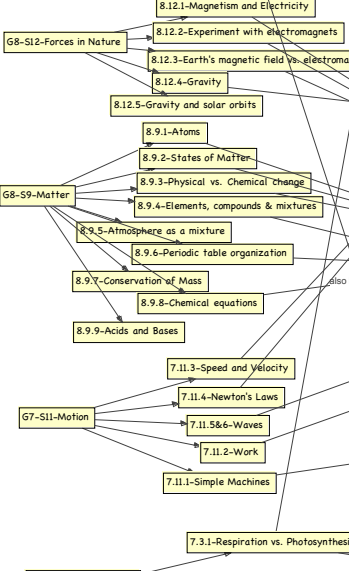 8.12.1-Magnetism and Electricity
8.12.2-Experiment with electromagnets
G8-S12-Forces in Nature
8.12.3-Earth's magnetic field vs. electroma
8.12.4-Gravity
8.12.5-Gravity and solar orbits
8.9.1-Atoms
8.9.2-States of Matter
8.9.3-Physical vs. Chemical change
G8-S9-Matter
8.9.4-Elements, compounds & mixtures
8.9.5-Atmosphere as a mixture
8.9.6-Periodic table organization
8.9.7-Conservation of Mass
also
8.9.8-Chemical equations
8.9.9-Acids and Bases
7.11.3-Speed and Velocity
7.11.4-Newton's Laws
G7-S11-Motion
7.11.5&6-Waves
7.11.2-Work
7.11.1-Simple Machines
7.3.1-Respiration vs. Photosynthesi